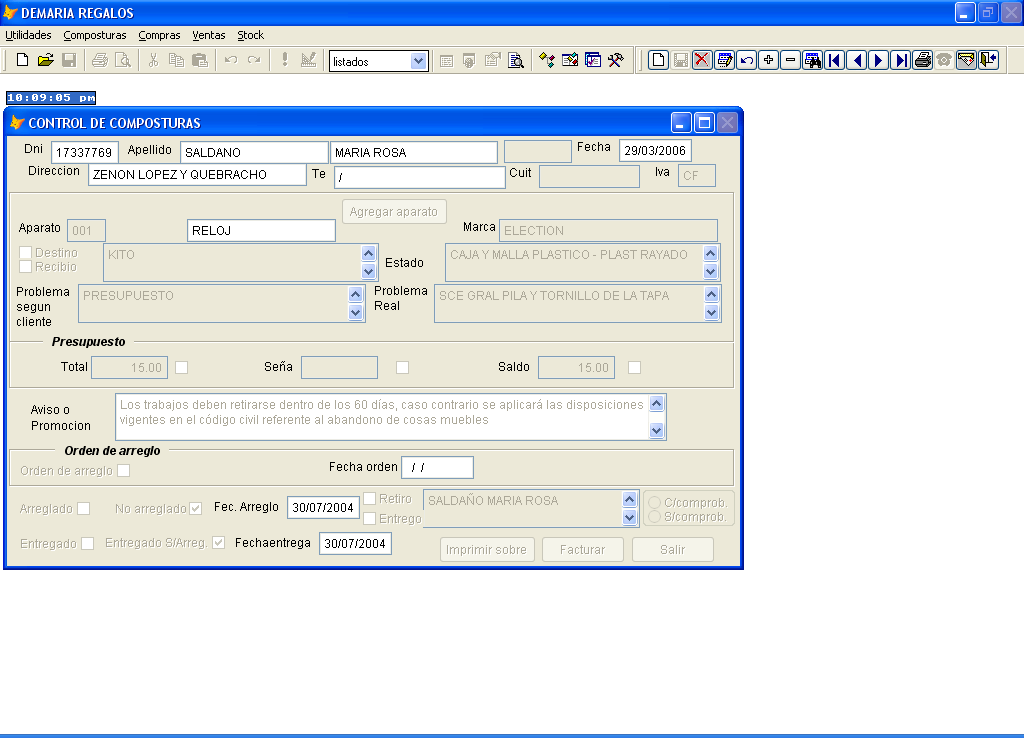 DEMARIA REGALOS
Utilidades Composturas Compras Ventas Stock
listados
10:09:05 pm
CONTROL DE COMPOSTURAS
Dni 17337769 Apellido SALDANO MARIA ROSA Fecha 29/03/2006
Direccion ZENON LOPEZ Y QUEBRACHO Te / Cuit Iva CF
Agregar aparato
Aparato 001 RELOJ Marca ELECTION
Destino KITO Estado CAJA Y MALLA PLASTICO - PLAST RAYADO
Recibio
Problema segun cliente PRESUPUESTO Problema Real SCE GRAL PILA Y TORNILLO DE LA TAPA
Presupuesto
Total 15.00 Seña Saldo 15.00
Aviso o Promocion
Los trabajos deben retirarse dentro de los 60 días, caso contrario se aplicará las disposiciones
vigentes en el código civil referente al abandono de cosas muebles
Orden de arreglo
Orden de arreglo Fecha orden / /
Arreglado No arreglado Fec. Arreglo 30/07/2004 Retiro SALDAÑO MARIA ROSA C/comprob.
Entrego S/comprob.
Entregado Entregado S/Arreg. Fechaentrega 30/07/2004 Imprimir sobre Facturar Salir